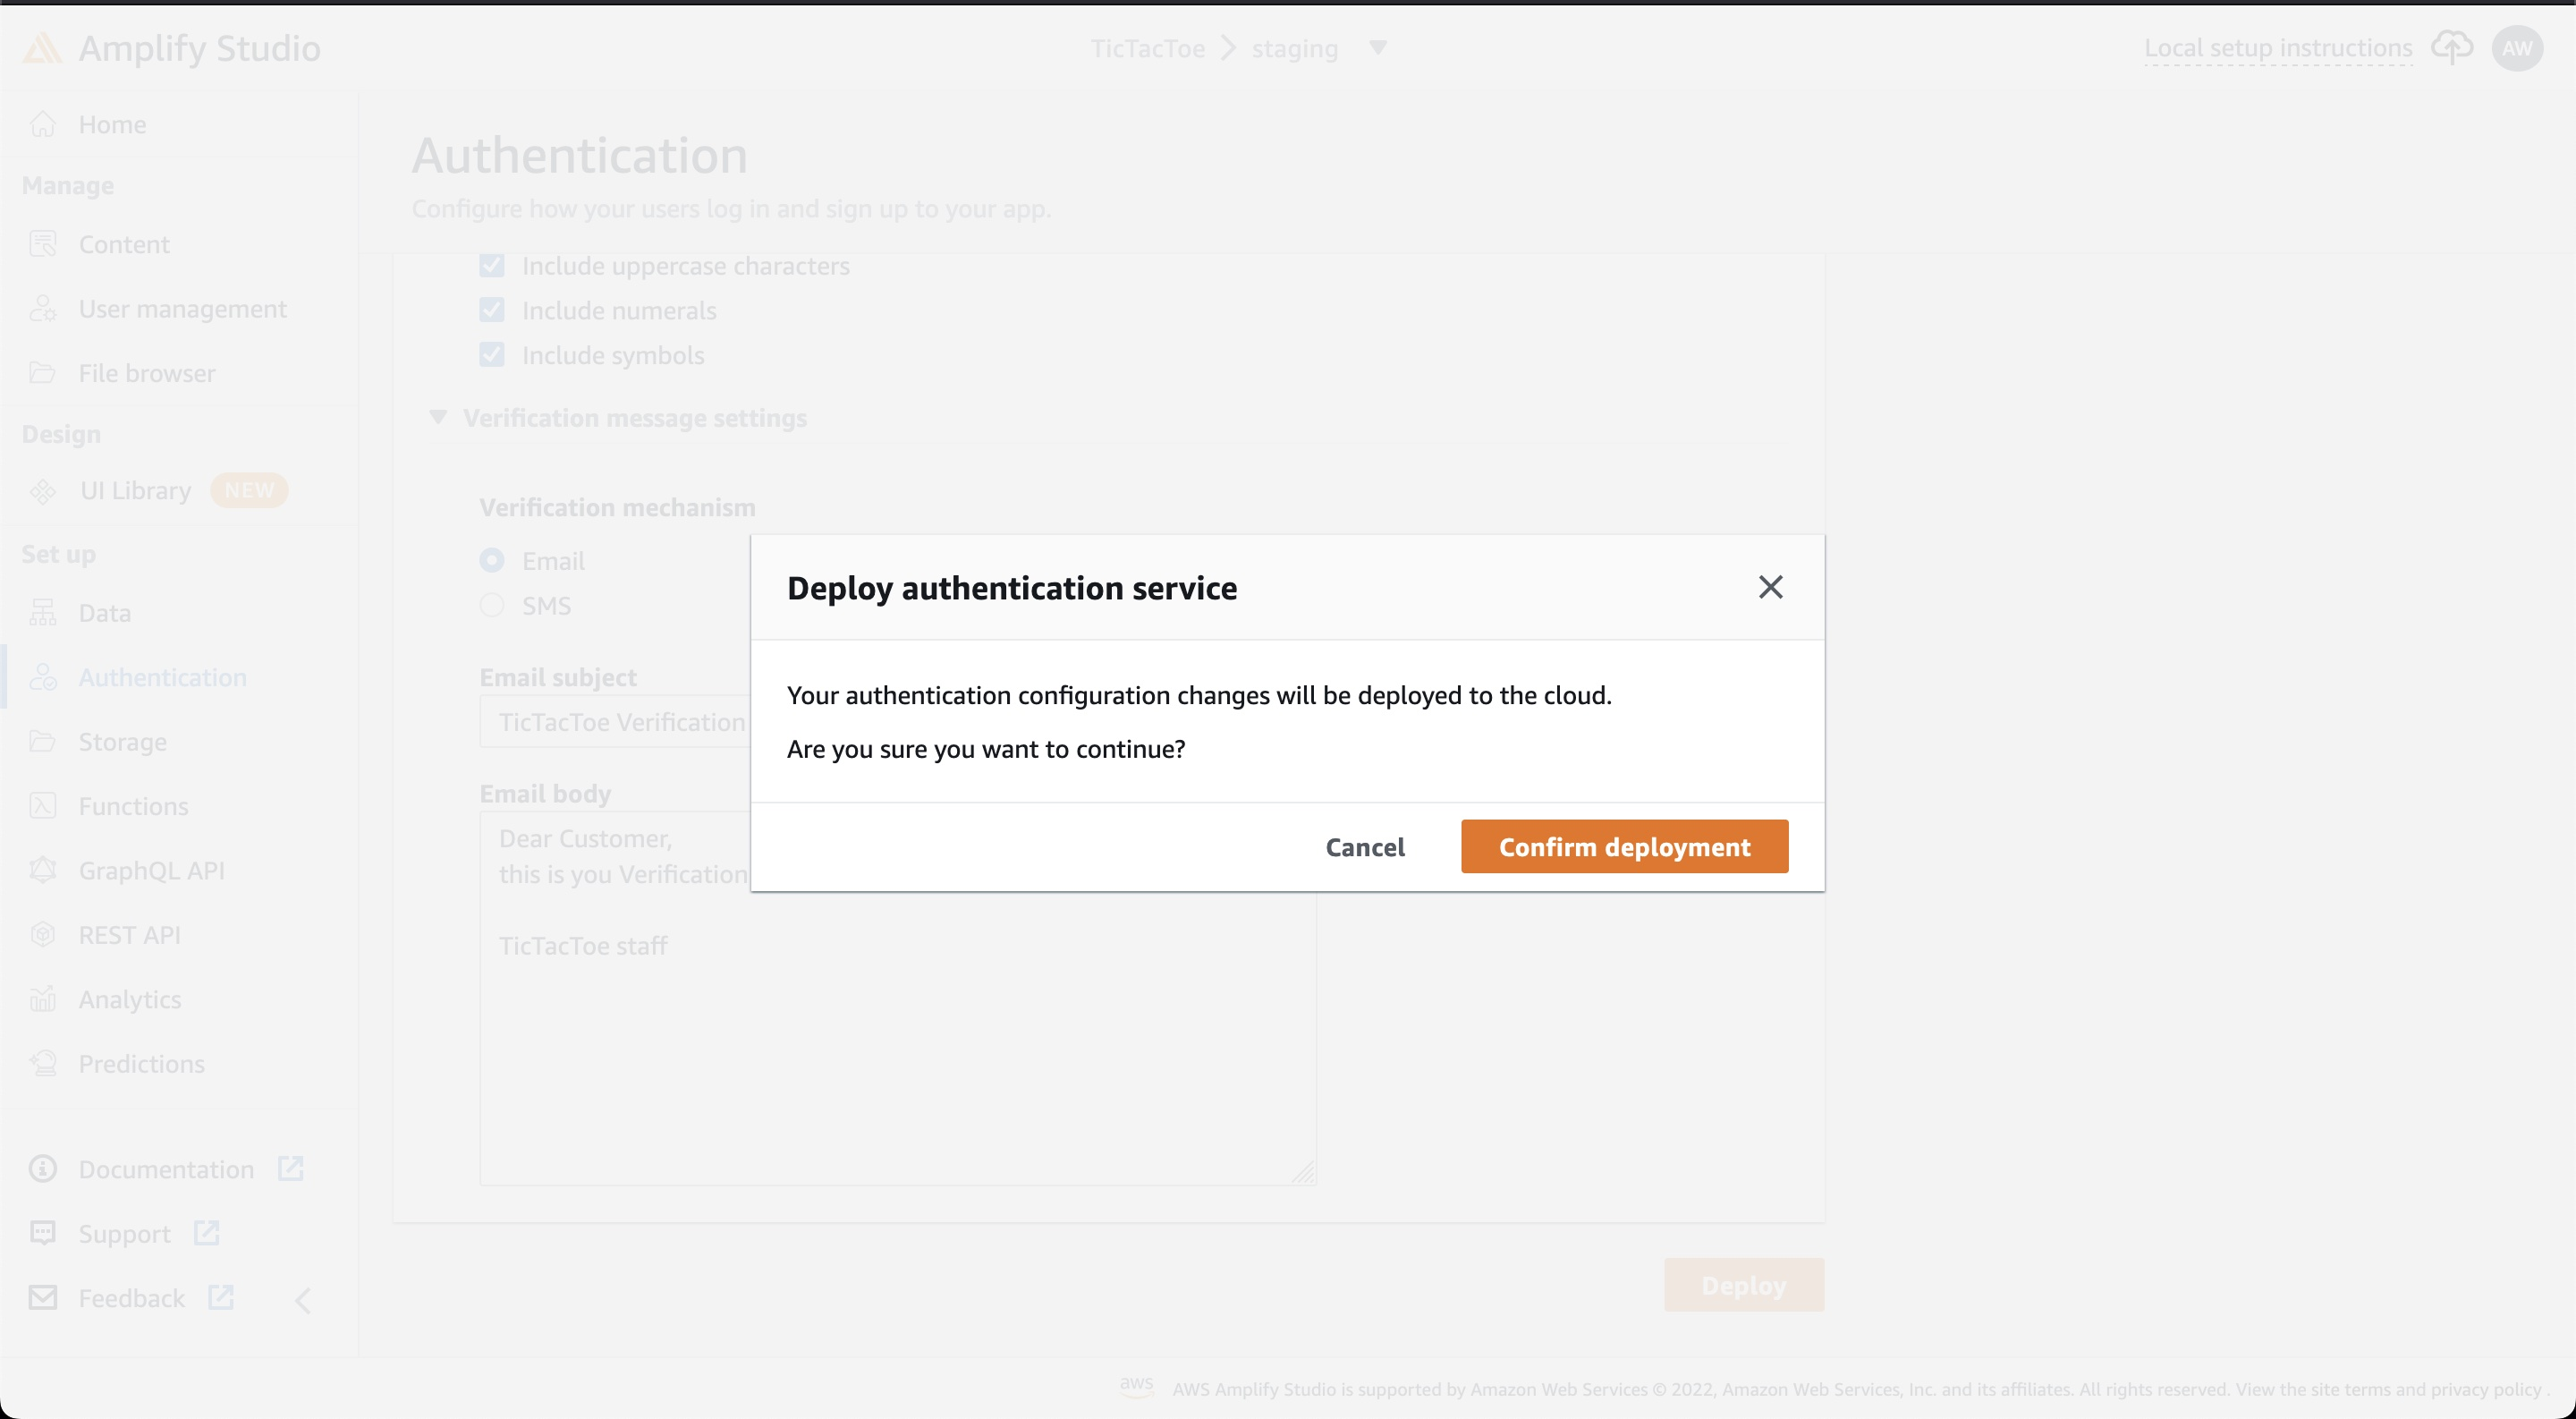 Amplify Studio
TicTacToe staging
Local setup instructions
AW
Home
Manage
Content
User management
File browser
Design
UI Library NEW
Set up
Data
Authentication
Storage
Functions
GraphQL API
REST API
Analytics
Predictions
Documentation
Support
Feedback
Authentication
Configure how your users log in and sign up to your app.
Include uppercase characters
Include numerals
Include symbols
Verification message settings
Verification mechanism
Email
SMS
Email subject
TicTacToe Verification
Email body
Dear Customer,
this is you Verification
TicTacToe staff
Deploy authentication service
Your authentication configuration changes will be deployed to the cloud.
Are you sure you want to continue?
Cancel Confirm deployment
Deploy
aws AWS Amplify Studio is supported by Amazon Web Services © 2022, Amazon Web Services, Inc. and its affiliates. All rights reserved. View the site terms and privacy policy .